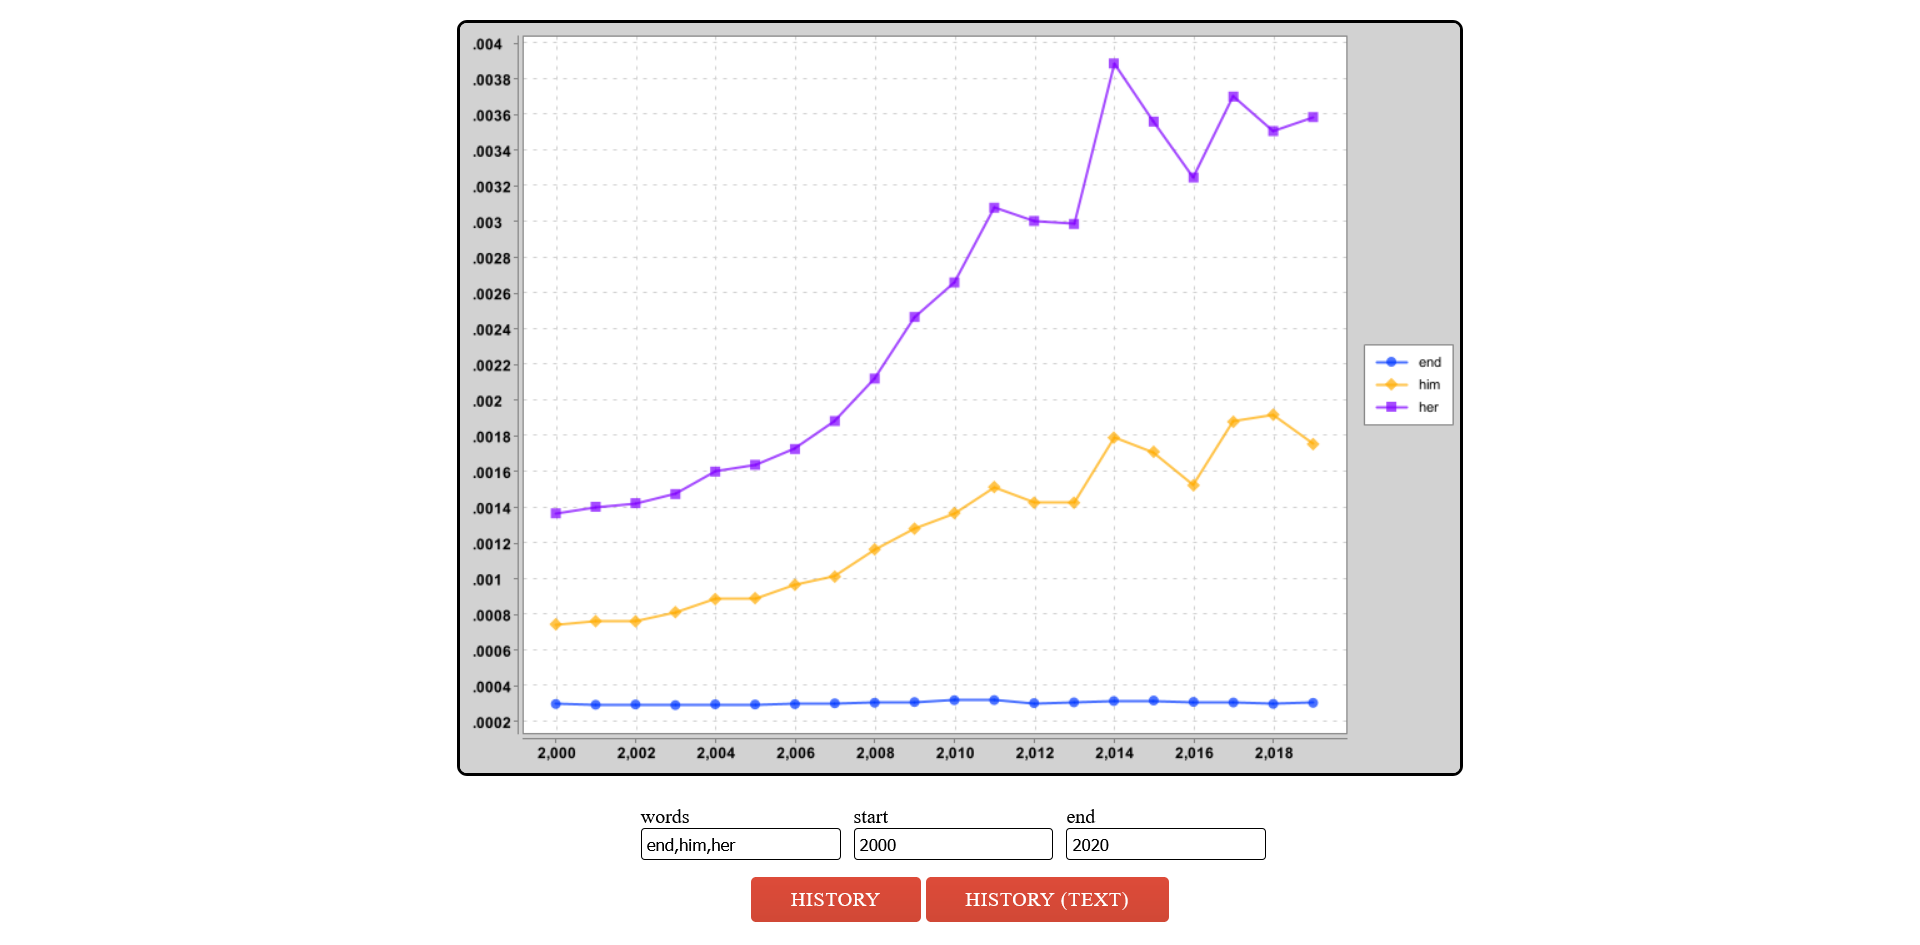 .004
.0038
.0036
.0034
.0032
.003
.0028
.0026
.0024
.0022
.002
.0018
.0016
.0014
.0012
.001
.0008
.0006
.0004
.0002
2,000 2,002 2,004 2,006 2,008 2,010 2,012 2,014 2,016 2,018
end
him
her
words start end
end,him,her 2000 2020
HISTORY HISTORY (TEXT)